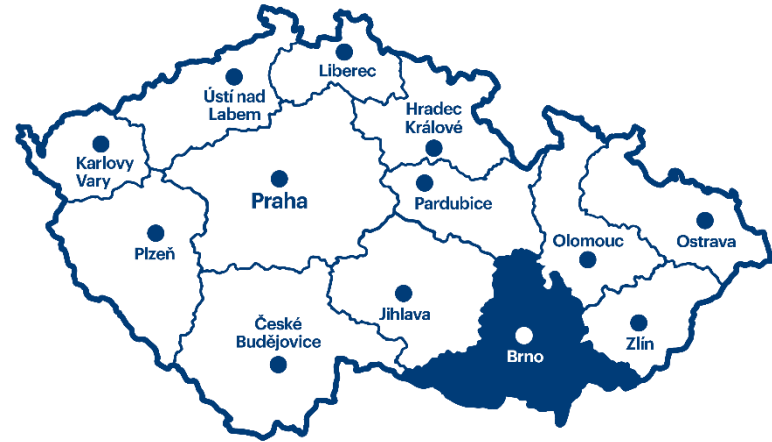 Liberec
Ústí nad
Labem
Hradec
Králové
Karlovy
Vary
Praha
Pardubice
Plzeň
Olomouc
Ostrava
Jihlava
České
Budějovice
Zlín
Brno